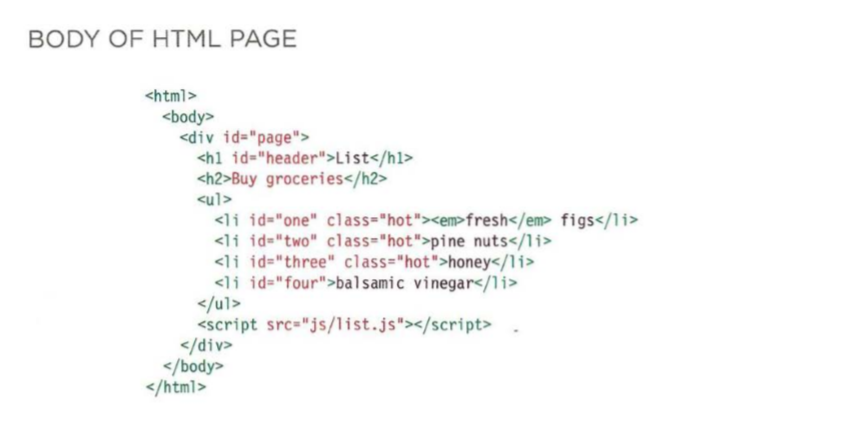 BODY OF HTML PAGE
<html>
<body>
<div id="page">
<h1 id="header">List</h1>
<h2>Buy groceries</h2>
<ul>
<li id="one" class="hot"><em>fresh</em> figs</li>
<li id="two" class="hot">pine nuts</li>
<li id="three" class="hot">honey</li>
<li id="four">balsamic vinegar</li>
</ul>
<script src="js/list.js"></script>
</div>
</body>
</html>